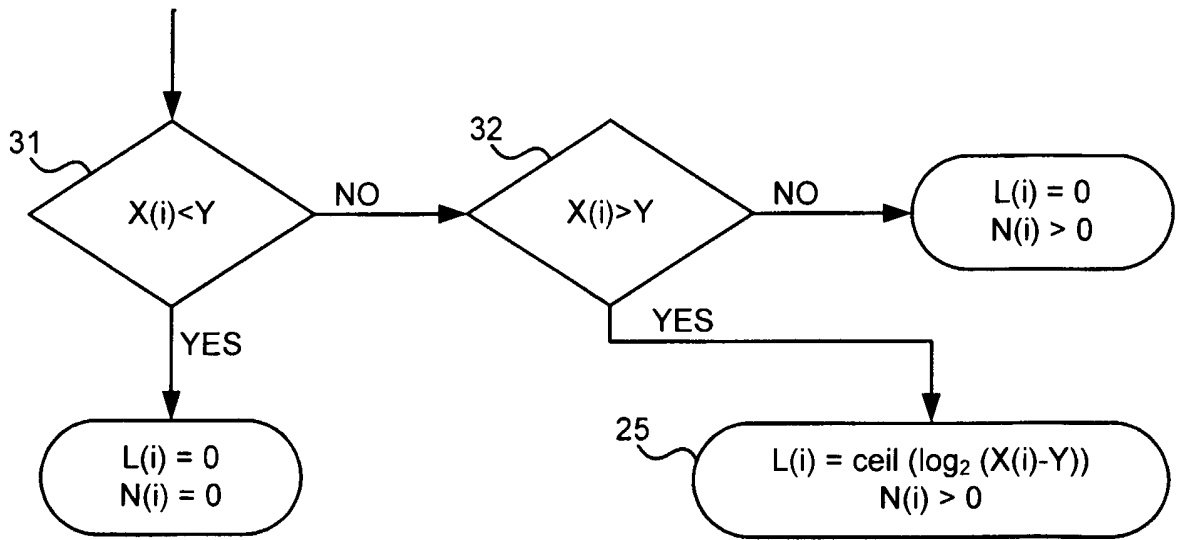 31
X(i)<Y
NO
32
X(i)>Y
NO
L(i) = 0
N(i) > 0
YES
L(i) = 0
N(i) = 0
YES
25
L(i) = ceil (log₂ (X(i)-Y))
N(i) > 0